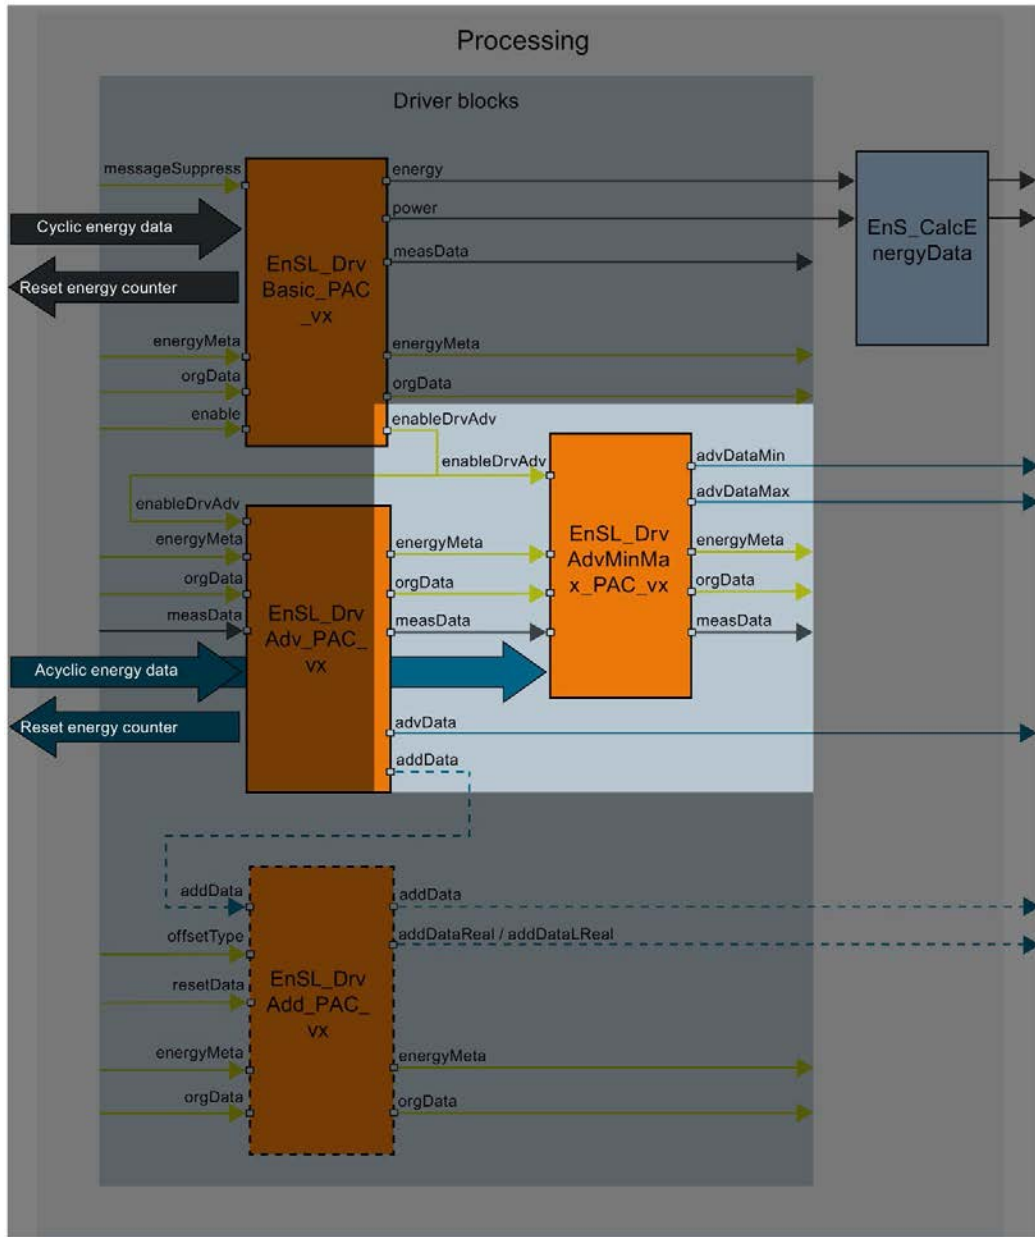 Processing
Driver blocks
messageSuppress
energy
Cyclic energy data
power
EnSL_Drv
Basic_PAC
_vx
measData
EnS_CalcE
nergyData
Reset energy counter
energyMeta
energyMeta
orgData
orgData
enable
enableDrvAdv
enableDrvAdv
advDataMin
enableDrvAdv
advDataMax
energyMeta
energyMeta
EnSL_Drv
AdvMinMa
x_PAC_vx
energyMeta
orgData
orgData
orgData
measData
EnSL_Drv
Adv_PAC_
vx
measData
measData
Acyclic energy data
Reset energy counter
advData
addData
addData
addData
offsetType
addDataReal / addDataLReal
EnSL_Drv
Add_PAC_
vx
resetData
energyMeta
energyMeta
orgData
orgData